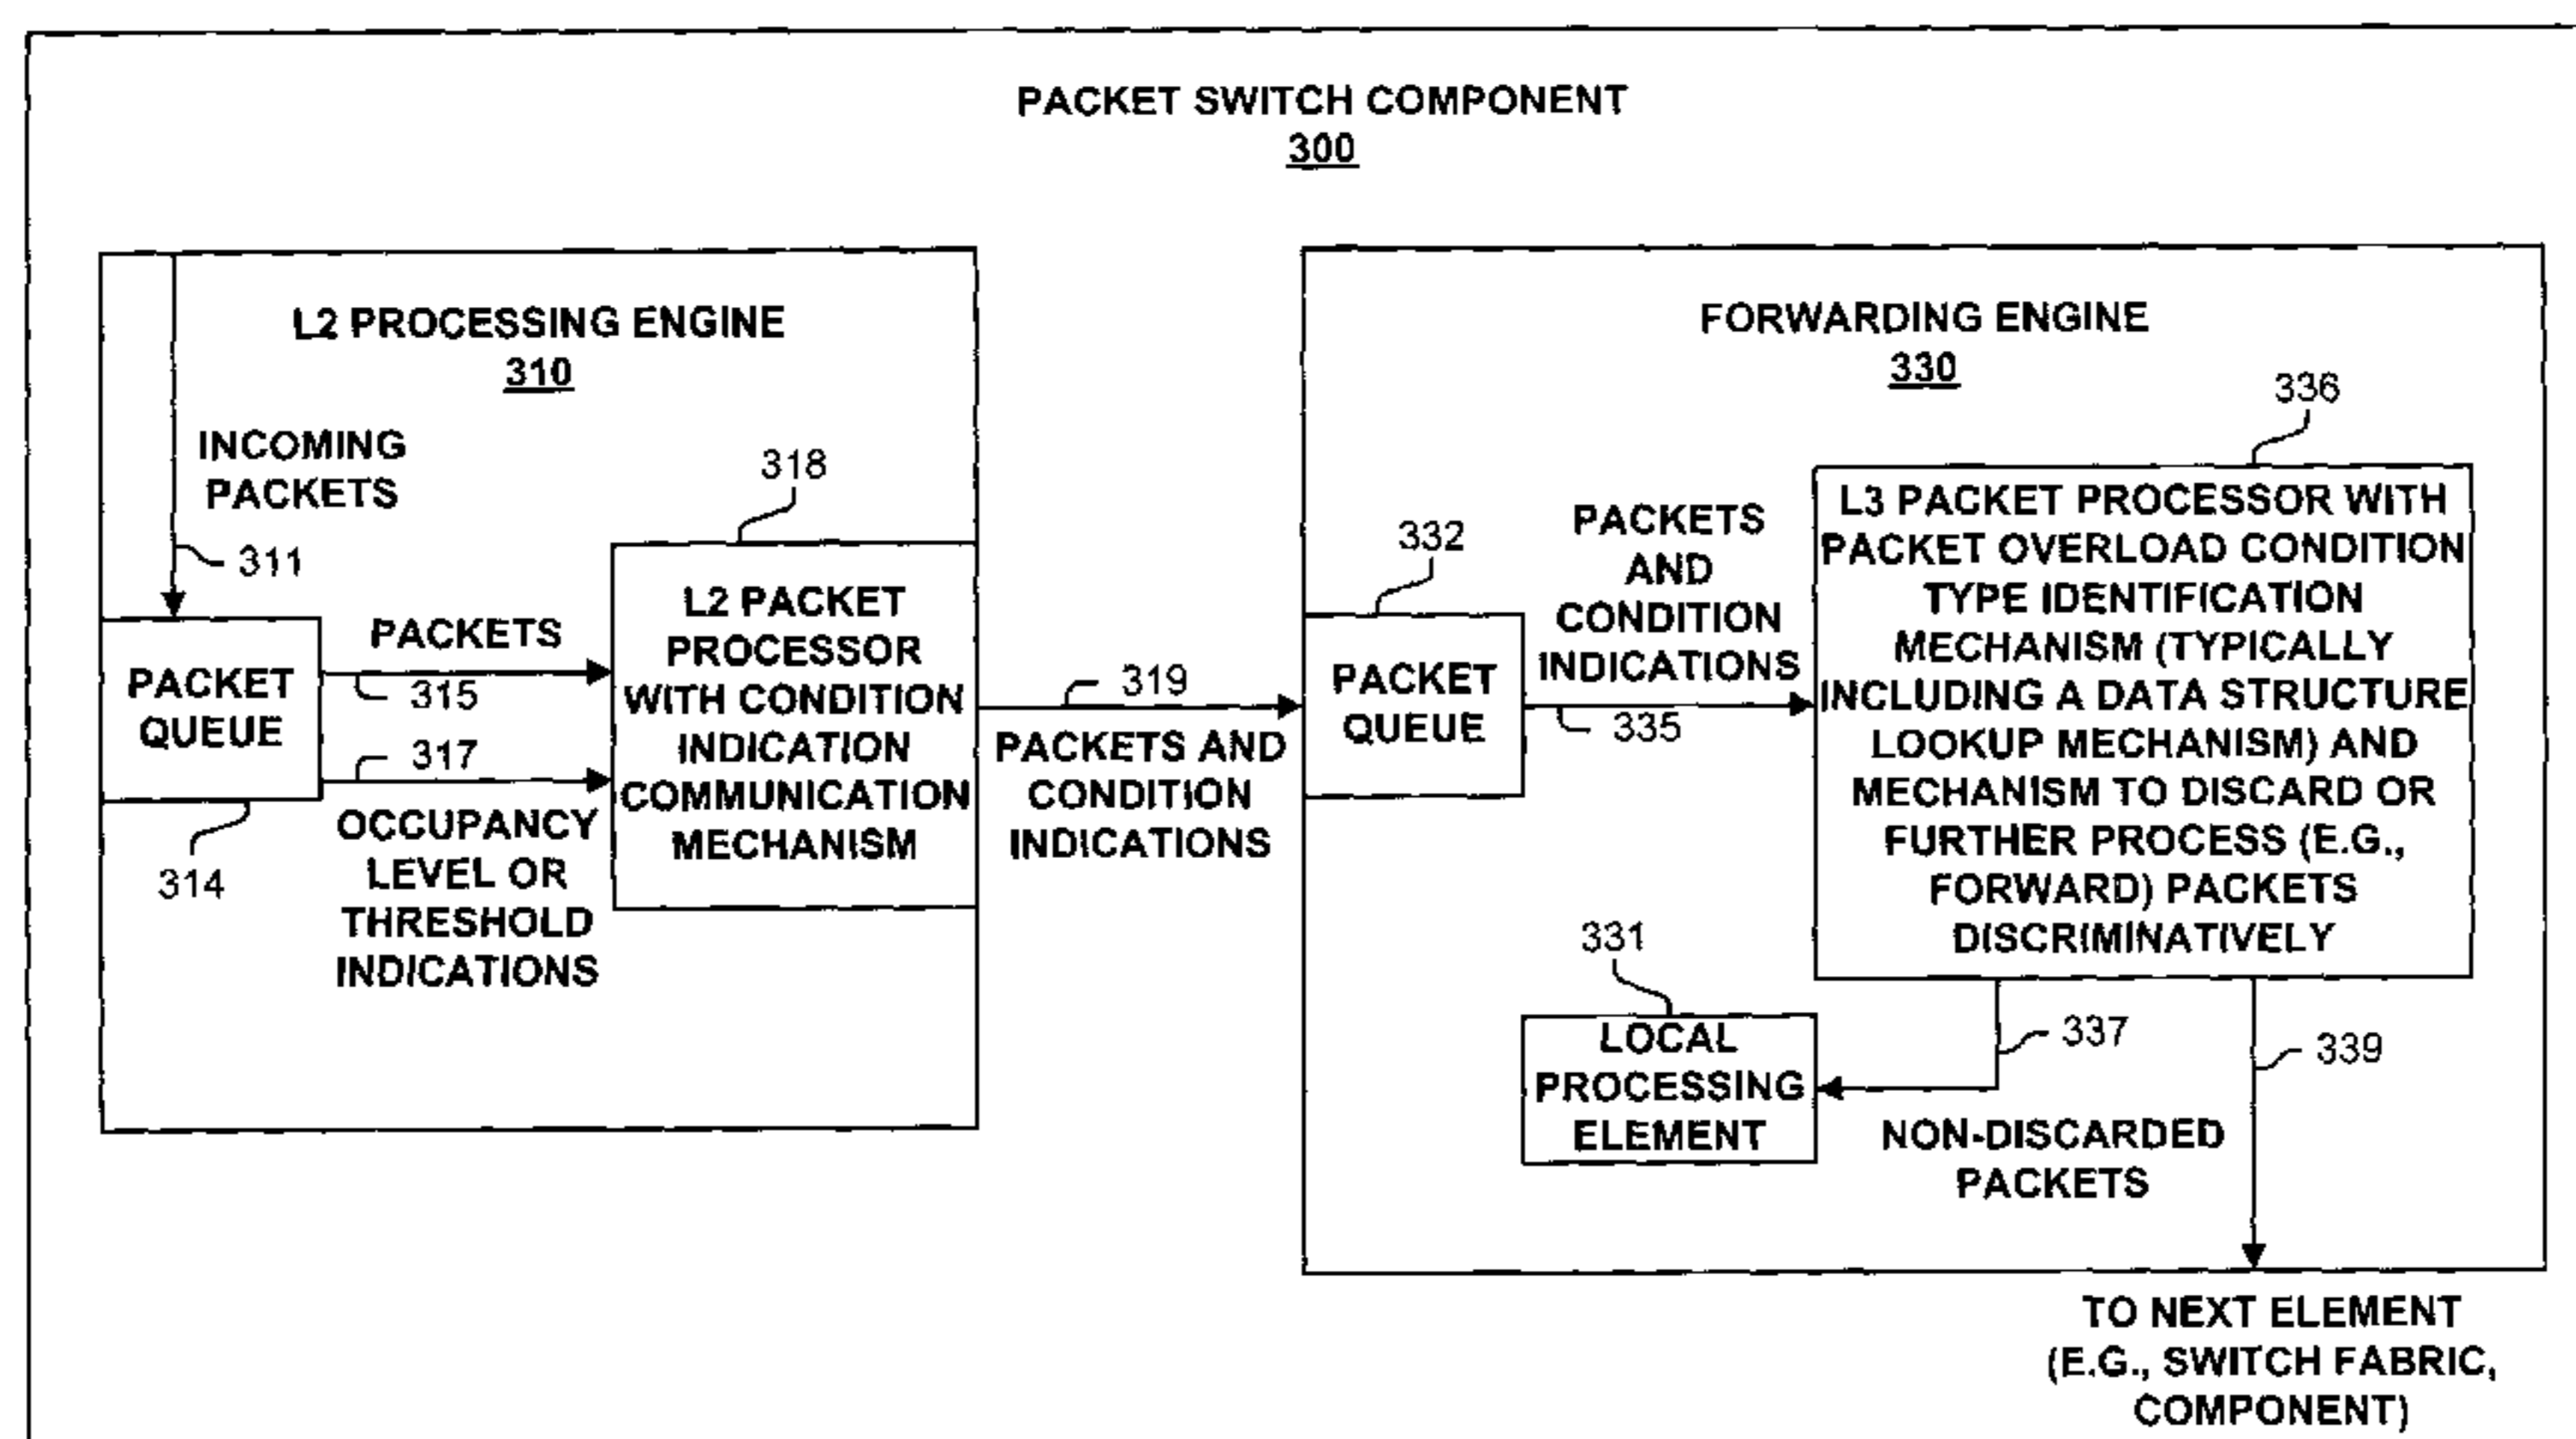 PACKET SWITCH COMPONENT
300
L2 PROCESSING ENGINE
310
INCOMING
PACKETS
311
318
PACKET
QUEUE
314
PACKETS
315
317
OCCUPANCY
LEVEL OR
THRESHOLD
INDICATIONS
L2 PACKET
PROCESSOR
WITH CONDITION
INDICATION
COMMUNICATION
MECHANISM
319
PACKETS AND
CONDITION
INDICATIONS
FORWARDING ENGINE
330
332
PACKET
QUEUE
PACKETS
AND
CONDITION
INDICATIONS
335
336
L3 PACKET PROCESSOR WITH
PACKET OVERLOAD CONDITION
TYPE IDENTIFICATION
MECHANISM (TYPICALLY
INCLUDING A DATA STRUCTURE
LOOKUP MECHANISM) AND
MECHANISM TO DISCARD OR
FURTHER PROCESS (E.G.,
FORWARD) PACKETS
DISCRIMINATIVELY
331
LOCAL
PROCESSING
ELEMENT
337
339
NON-DISCARDED
PACKETS
TO NEXT ELEMENT
(E.G., SWITCH FABRIC,
COMPONENT)